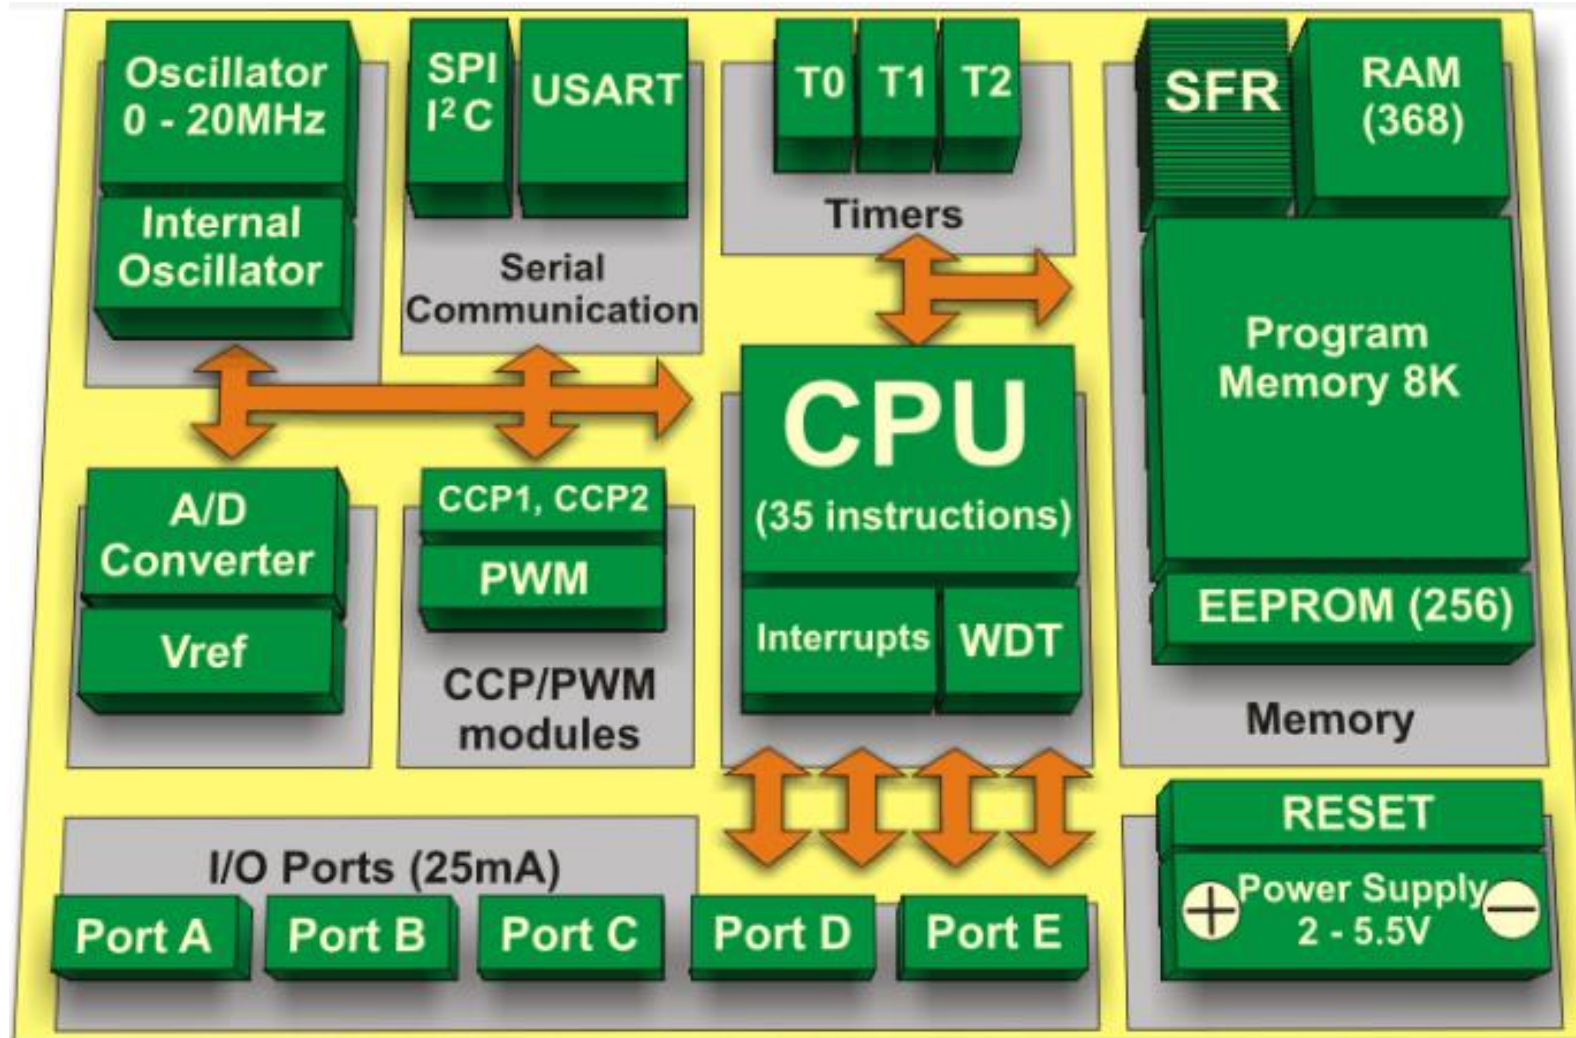 Oscillator
0 - 20MHz
Internal
Oscillator
SPI
I²C
USART
Serial
Communication
T0
T1
T2
Timers
SFR
RAM
(368)
Program
Memory 8K
EEPROM (256)
Memory
A/D
Converter
Vref
CCP1, CCP2
PWM
CCP/PWM
modules
CPU
(35 instructions)
Interrupts
WDT
I/O Ports (25mA)
Port A
Port B
Port C
Port D
Port E
RESET
+
Power Supply
2 - 5.5V
−